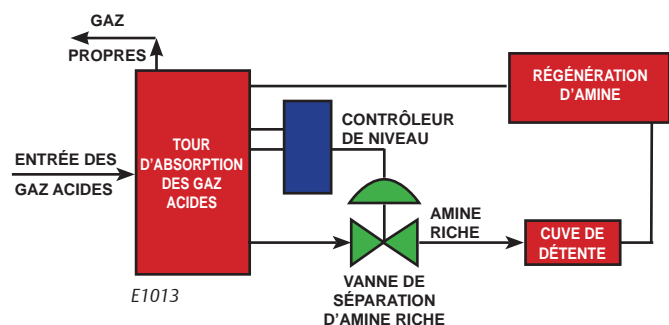 GAZ
PROPRES
ENTRÉE DES
GAZ ACIDES
TOUR
D'ABSORPTION
DES GAZ
ACIDES
E1013
CONTRÔLEUR
DE NIVEAU
RÉGÉNÉRATION
D'AMINE
AMINE
RICHE
VANNE DE
SÉPARATION
D'AMINE RICHE
CUVE DE
DÉTENTE